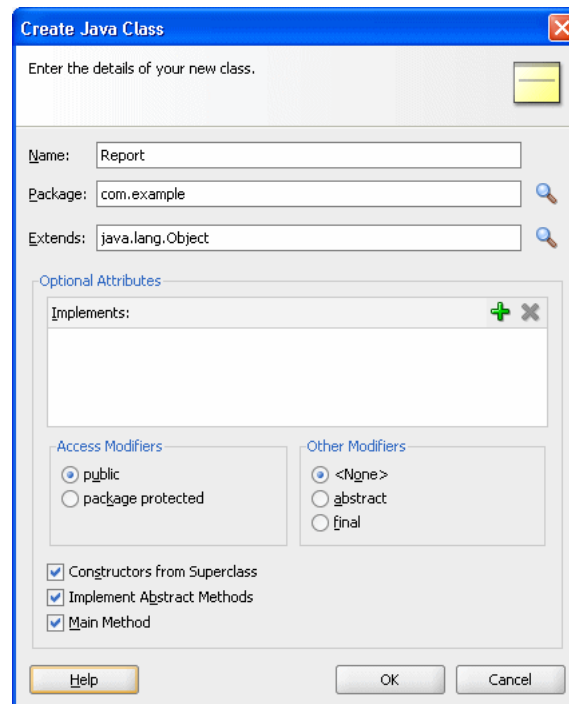 Create Java Class
Enter the details of your new class.
Name: Report
Package: com.example
Extends: java.lang.Object
Optional Attributes
Implements:
Access Modifiers
public
package protected
Other Modifiers
<None>
abstract
final
Constructors from Superclass
Implement Abstract Methods
Main Method
Help OK Cancel